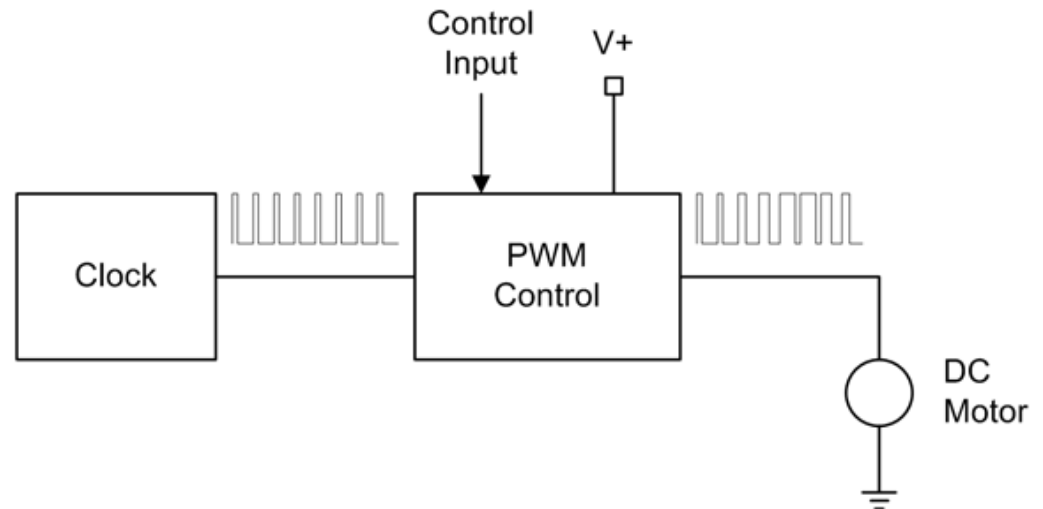 Control
Input
V+
Clock
PWM
Control
DC
Motor